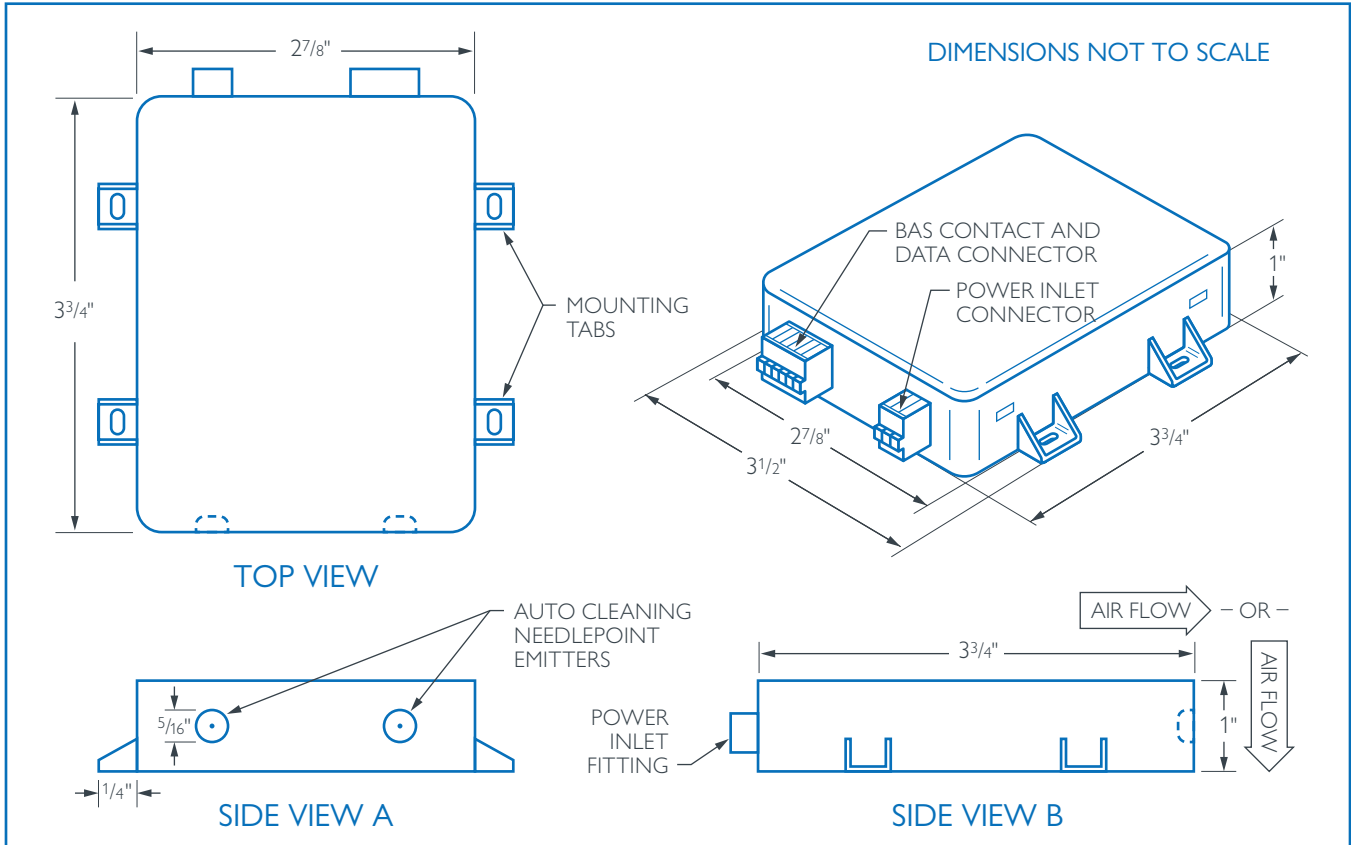 2 7/8"
DIMENSIONS NOT TO SCALE
3 3/4"
MOUNTING
TABS
TOP VIEW
BAS CONTACT AND
DATA CONNECTOR
POWER INLET
CONNECTOR
1"
2 7/8"
3 1/2"
3 3/4"
AUTO CLEANING
NEEDLEPOINT
EMITTERS
5/16"
1/4"
SIDE VIEW A
AIR FLOW – OR –
AIR FLOW
3 3/4"
1"
POWER
INLET
FITTING
SIDE VIEW B